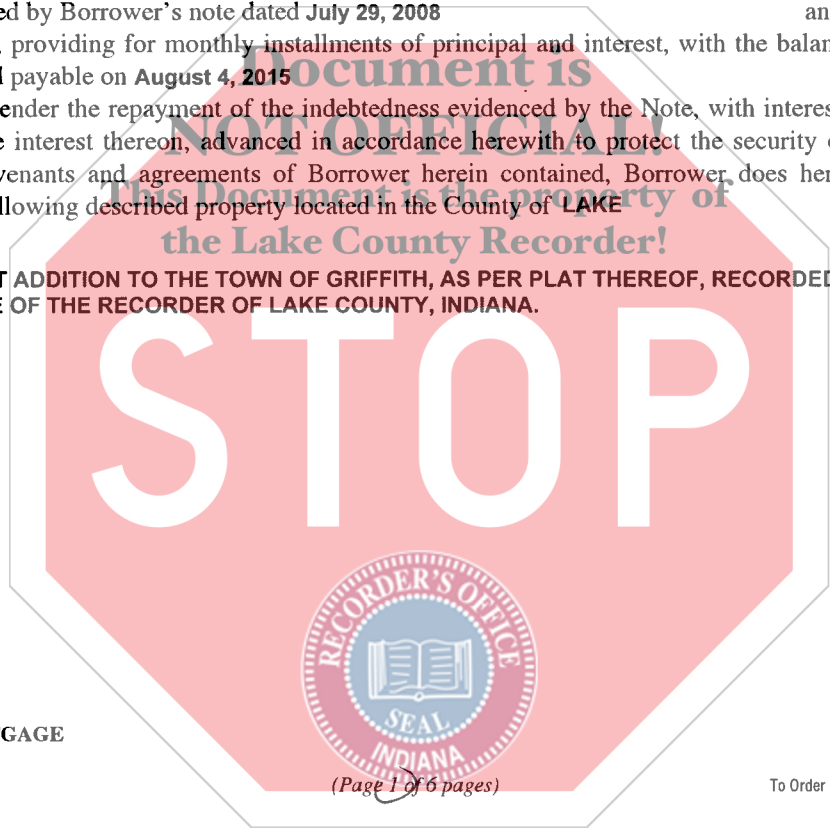 ed by Borrower's note dated July 29, 2008 an
, providing for monthly installments of principal and interest, with the balan
payable on August 4, 2015
Document is
ender the repayment of the indebtedness evidenced by the Note, with interes
NOT OFFICIAL!
interest thereon, advanced in accordance herewith to protect the security
venants and agreements of Borrower herein contained, Borrower does her
This Document is the property of
llowing described property located in the County of LAKE
the Lake County Recorder!
T ADDITION TO THE TOWN OF GRIFFITH, AS PER PLAT THEREOF, RECORDED
E OF THE RECORDER OF LAKE COUNTY, INDIANA.
STOP
RECORDER'S OFFICE
SEAL
INDIANA
GAGE
(Page 1 of 6 pages)
To Order